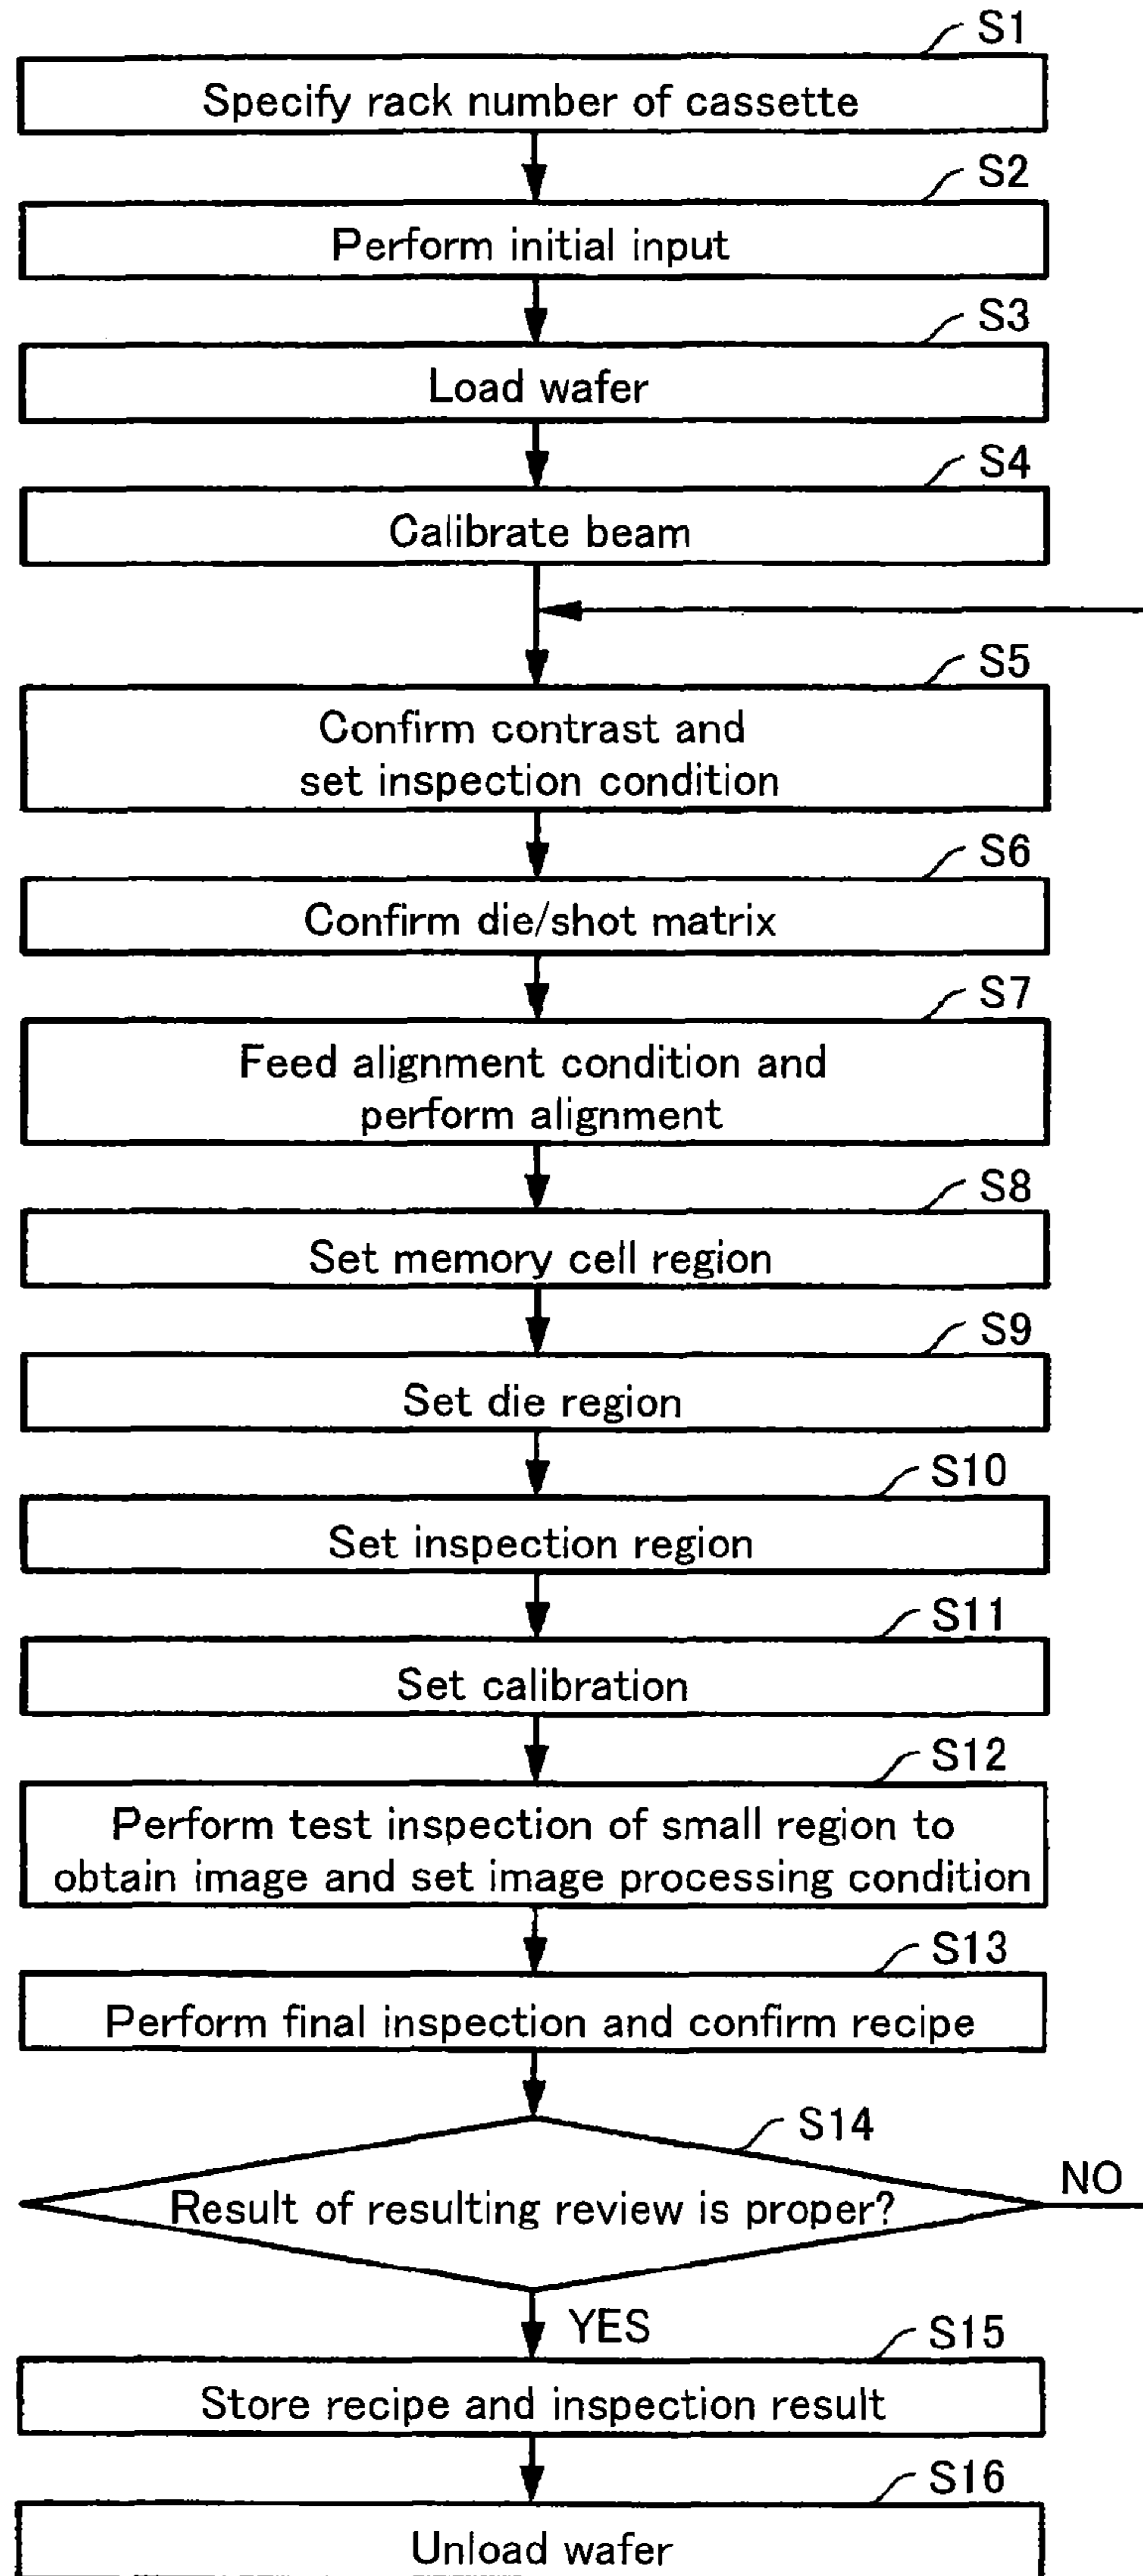 S1
Specify rack number of cassette
S2
Perform initial input
S3
Load wafer
S4
Calibrate beam
S5
Confirm contrast and
set inspection condition
S6
Confirm die/shot matrix
S7
Feed alignment condition and
perform alignment
S8
Set memory cell region
S9
Set die region
S10
Set inspection region
S11
Set calibration
S12
Perform test inspection of small region to
obtain image and set image processing condition
S13
Perform final inspection and confirm recipe
S14
NO
Result of resulting review is proper?
YES
S15
Store recipe and inspection result
S16
Unload wafer